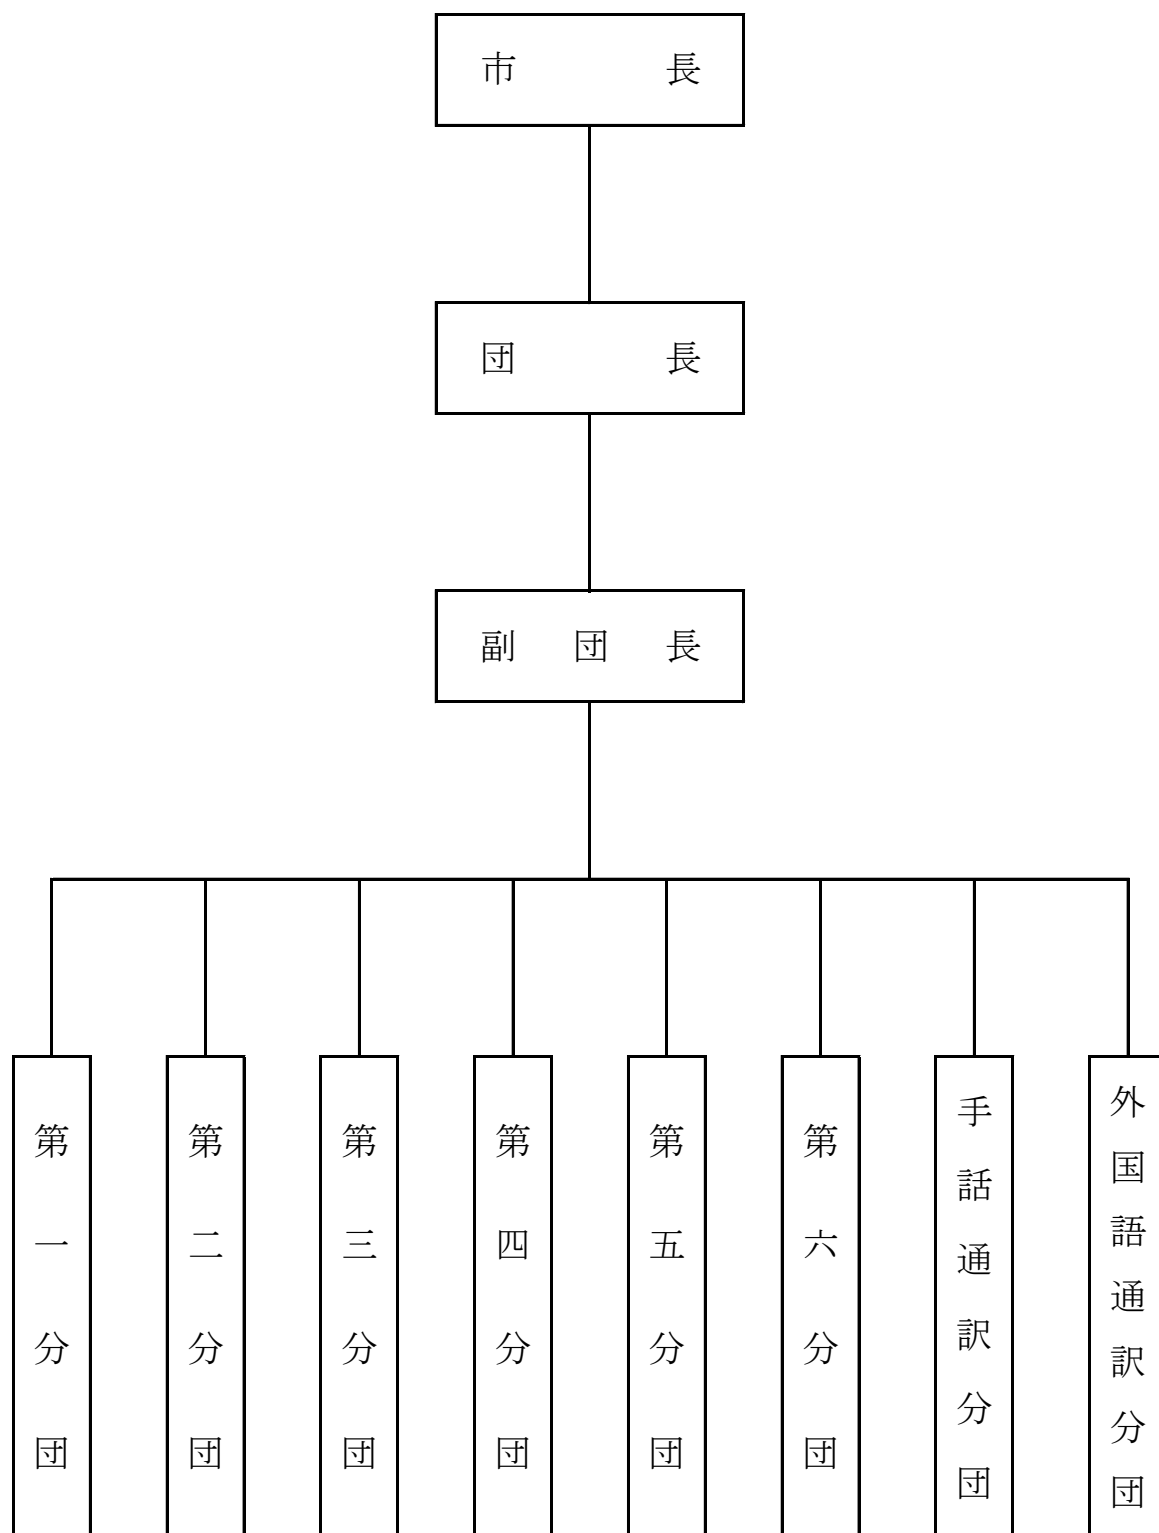 市長
団長
副団長
第一分団
第二分団
第三分団
第四分団
第五分団
第六分団
手話通訳分団
外国語通訳分団